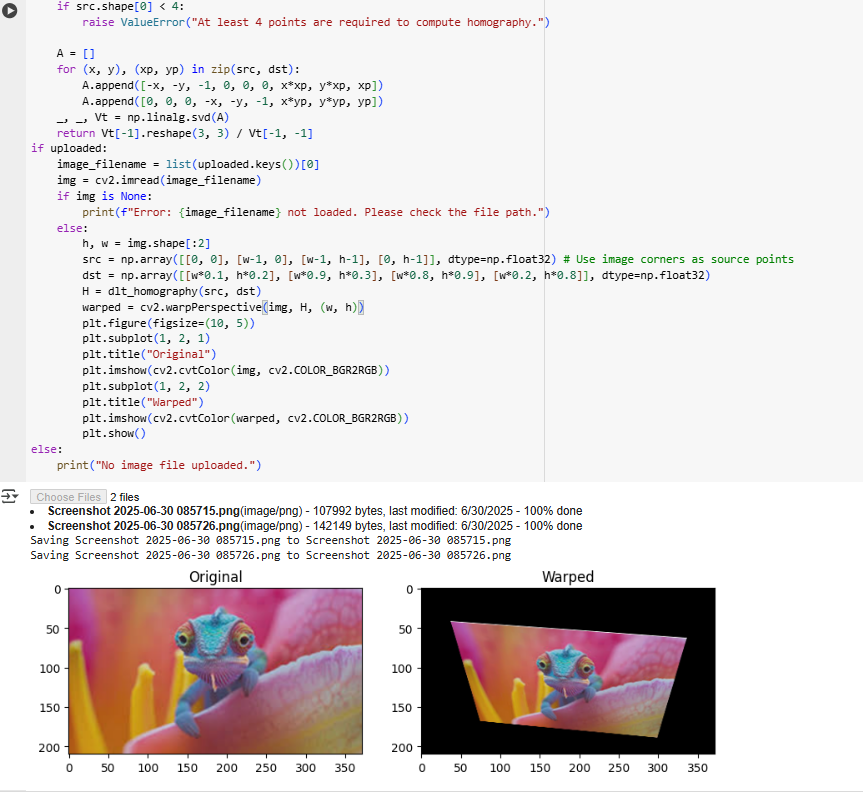 if src.shape[0] < 4:
        raise ValueError("At least 4 points are required to compute homography.")
    A = []
    for (x, y), (xp, yp) in zip(src, dst):
        A.append([-x, -y, -1, 0, 0, 0, x*xp, y*xp, xp])
        A.append([0, 0, 0, -x, -y, -1, x*yp, y*yp, yp])
    _, _, Vt = np.linalg.svd(A)
    return Vt[-1].reshape(3, 3) / Vt[-1, -1]
if uploaded:
    image_filename = list(uploaded.keys())[0]
    img = cv2.imread(image_filename)
    if img is None:
        print(f"Error: {image_filename} not loaded. Please check the file path.")
    else:
        h, w = img.shape[:2]
        src = np.array([[0, 0], [w-1, 0], [w-1, h-1], [0, h-1]], dtype=np.float32) # Use image corners as source points
        dst = np.array([[w*0.1, h*0.2], [w*0.9, h*0.3], [w*0.8, h*0.9], [w*0.2, h*0.8]], dtype=np.float32)
        H = dlt_homography(src, dst)
        warped = cv2.warpPerspective(img, H, (w, h))
        plt.figure(figsize=(10, 5))
        plt.subplot(1, 2, 1)
        plt.title("Original")
        plt.imshow(cv2.cvtColor(img, cv2.COLOR_BGR2RGB))
        plt.subplot(1, 2, 2)
        plt.title("Warped")
        plt.imshow(cv2.cvtColor(warped, cv2.COLOR_BGR2RGB))
        plt.show()
else:
    print("No image file uploaded.")
Choose Files 2 files
• Screenshot 2025-06-30 085715.png(image/png) - 107992 bytes, last modified: 6/30/2025 - 100% done
• Screenshot 2025-06-30 085726.png(image/png) - 142149 bytes, last modified: 6/30/2025 - 100% done
Saving Screenshot 2025-06-30 085715.png to Screenshot 2025-06-30 085715.png
Saving Screenshot 2025-06-30 085726.png to Screenshot 2025-06-30 085726.png
Original
0
50
100
150
200
0 50 100 150 200 250 300 350
Warped
0
50
100
150
200
0 50 100 150 200 250 300 350